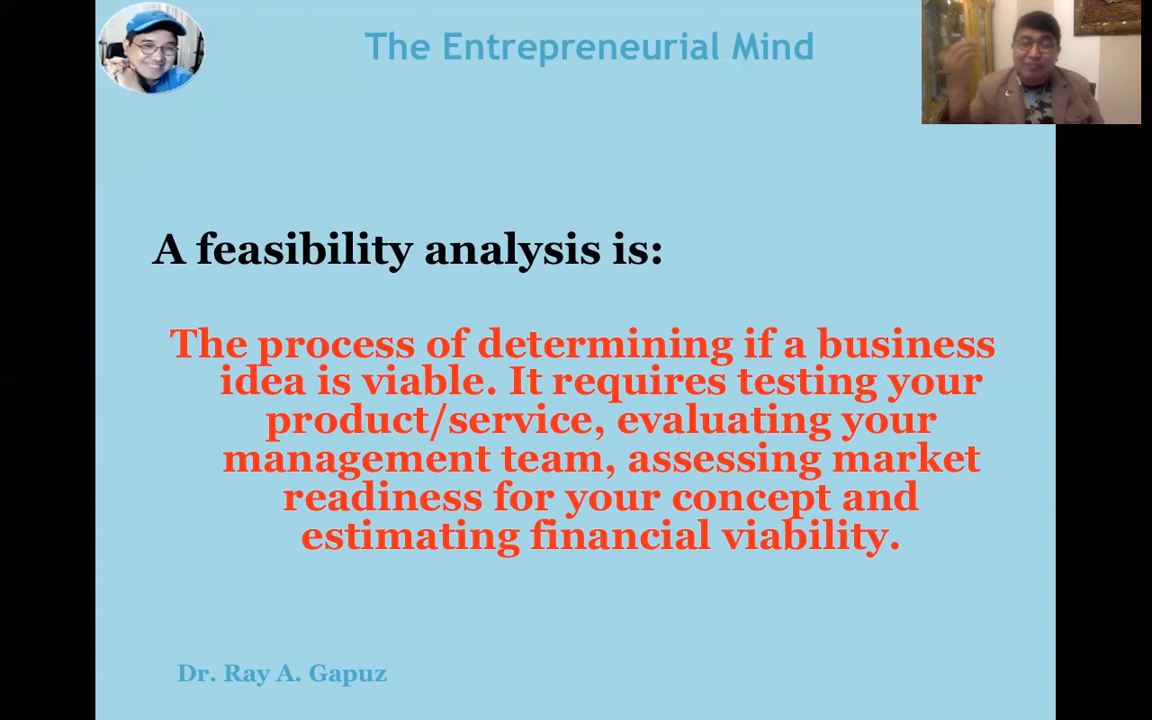 The Entrepreneurial Mind
A feasibility analysis is:
The process of determining if a business
idea is viable. It requires testing your
product/service, evaluating your
management team, assessing market
readiness for your concept and
estimating financial viability.
Dr. Ray A. Gapuz